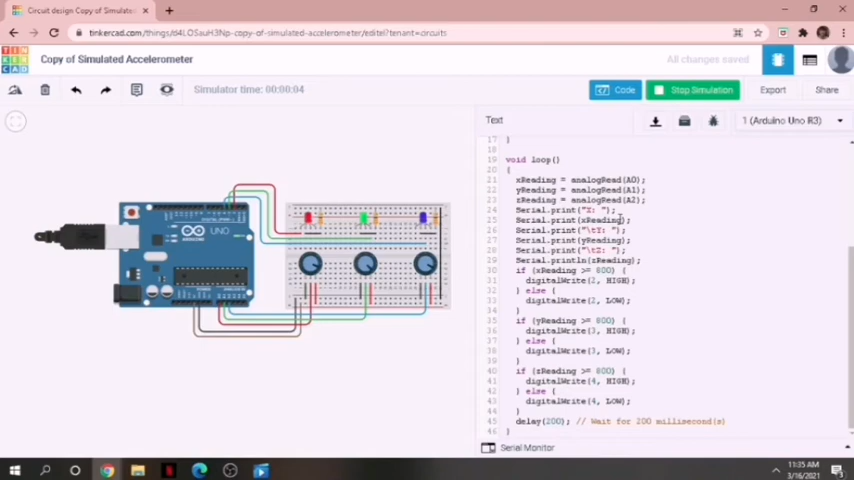 Circuit design Copy of Simulated
tinkercad.com/things/d4LOSauH3Np-copy-of-simulated-accelerometer/editel?tenant=circuits
TIN
KER
CAD
Copy of Simulated Accelerometer
All changes saved
Simulator time: 00:00:04
Code
Stop Simulation
Export
Share
Text
1 (Arduino Uno R3)
17 }
18
19 void loop()
20 {
21 xReading = analogRead(A0);
22 yReading = analogRead(A1);
23 zReading = analogRead(A2);
24 Serial.print("X: ");
25 Serial.print(xReading);
26 Serial.print("\tY: ");
27 Serial.print(yReading);
28 Serial.print("\tZ: ");
29 Serial.println(zReading);
30 if (xReading >= 800) {
31 digitalWrite(2, HIGH);
32 } else {
33 digitalWrite(2, LOW);
34 }
35 if (yReading >= 800) {
36 digitalWrite(3, HIGH);
37 } else {
38 digitalWrite(3, LOW);
39 }
40 if (zReading >= 800) {
41 digitalWrite(4, HIGH);
42 } else {
43 digitalWrite(4, LOW);
44 }
45 delay(200); // Wait for 200 millisecond(s)
46 }
UNO
Serial Monitor
11:35 AM
3/16/2021